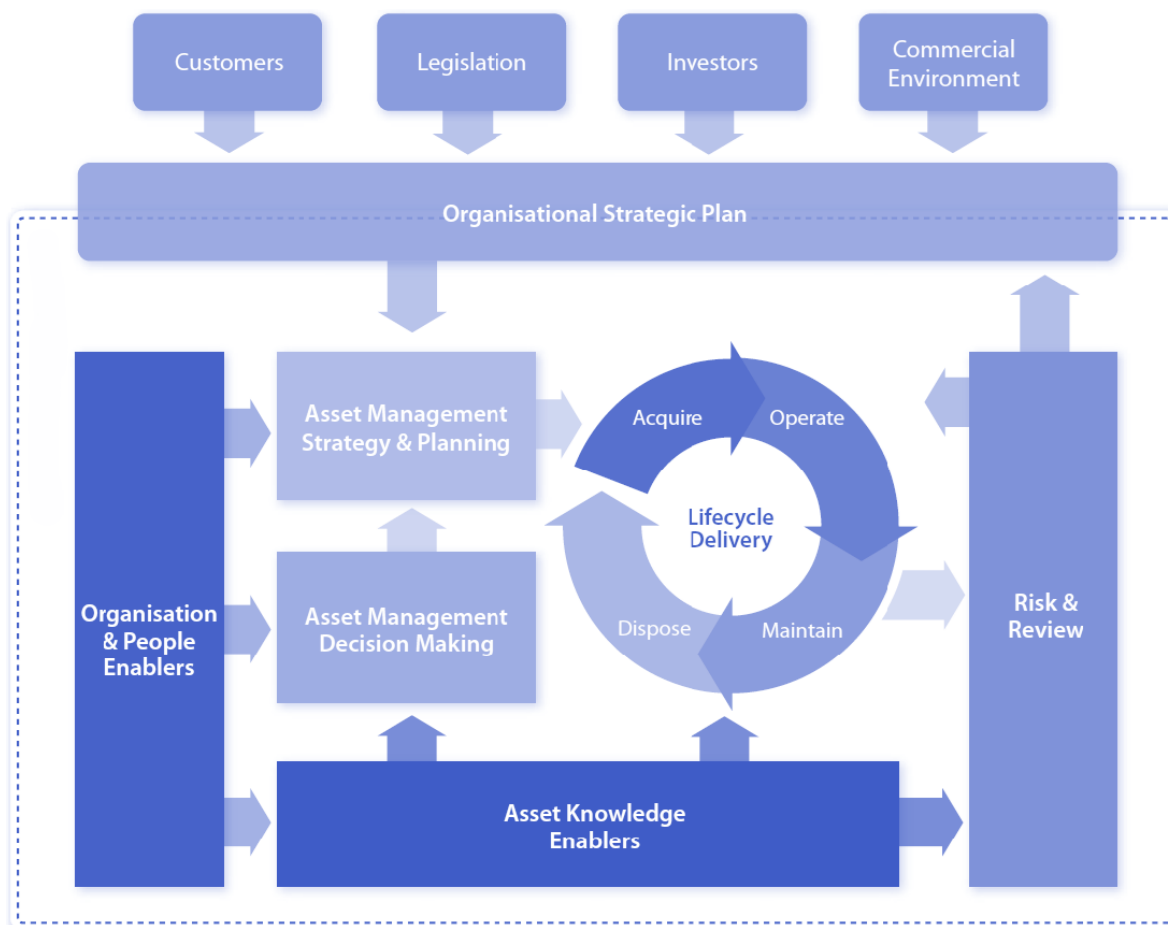 Customers
Legislation
Investors
Commercial
Environment
Organisational Strategic Plan
Asset Management
Strategy & Planning
Acquire
Operate
Lifecycle
Delivery
Organisation
& People
Enablers
Asset Management
Decision Making
Dispose
Maintain
Risk &
Review
Asset Knowledge
Enablers